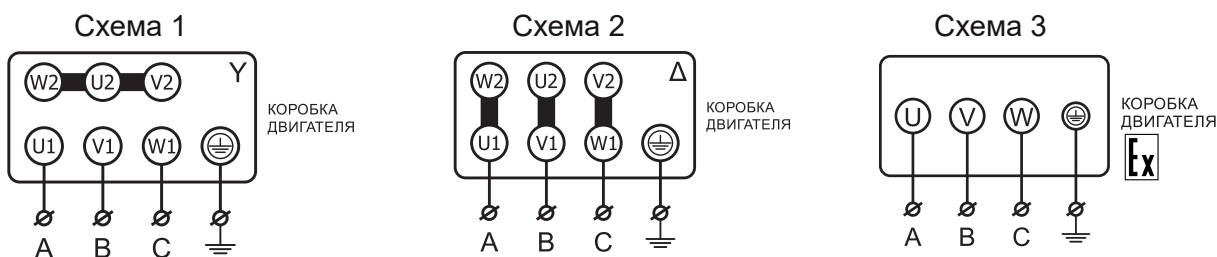 Схема 1
W2 U2 V2 Y
U1 V1 W1
КОРОБКА
ДВИГАТЕЛЯ
A B C
Схема 2
W2 U2 V2 Δ
U1 V1 W1
КОРОБКА
ДВИГАТЕЛЯ
A B C
Схема 3
U V W
КОРОБКА
ДВИГАТЕЛЯ
Ex
A B C